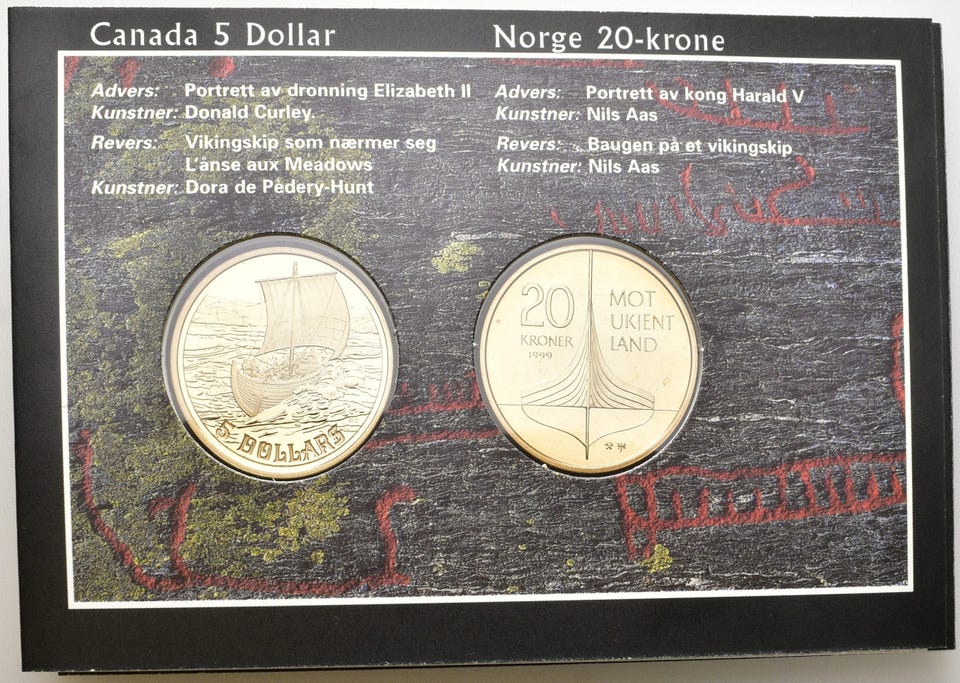 Canada 5 Dollar
Advers: Portrett av dronning Elizabeth II
Kunstner: Donald Curley.
Revers: Vikingskip som nærmer seg
L'ånse aux Meadows
Kunstner: Dora de Pèdery-Hunt
Norge 20-krone
Advers: Portrett av kong Harald V
Kunstner: Nils Aas
Revers: Baugen på et vikingskip
Kunstner: Nils Aas
5 DOLLARS
20
KRONER
1999
MOT
UKJENT
LAND